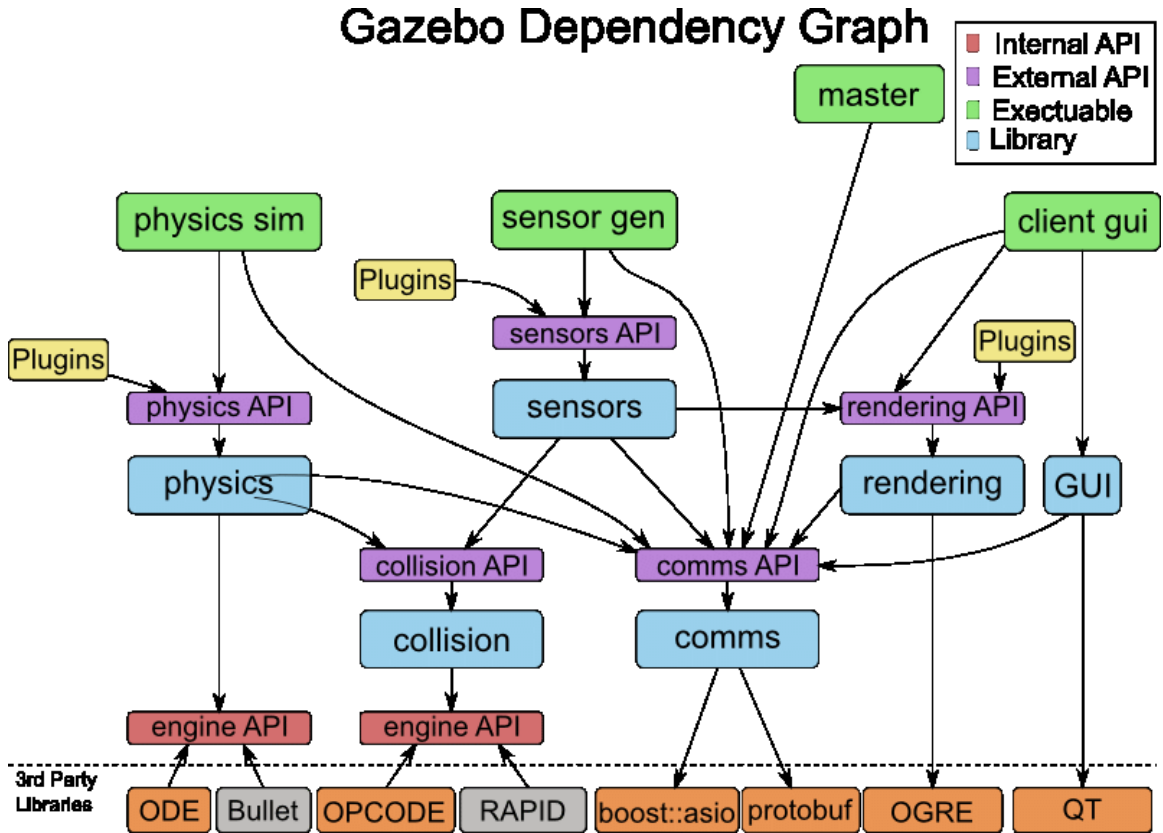 Gazebo Dependency Graph
Internal API
External API
Exectuable
Library
master
physics sim
sensor gen
client gui
Plugins
sensors API
Plugins
Plugins
physics API
sensors
rendering API
physics
rendering
GUI
collision API
comms API
collision
comms
engine API
engine API
3rd Party
Libraries
ODE
Bullet
OPCODE
RAPID
boost::asio
protobuf
OGRE
QT